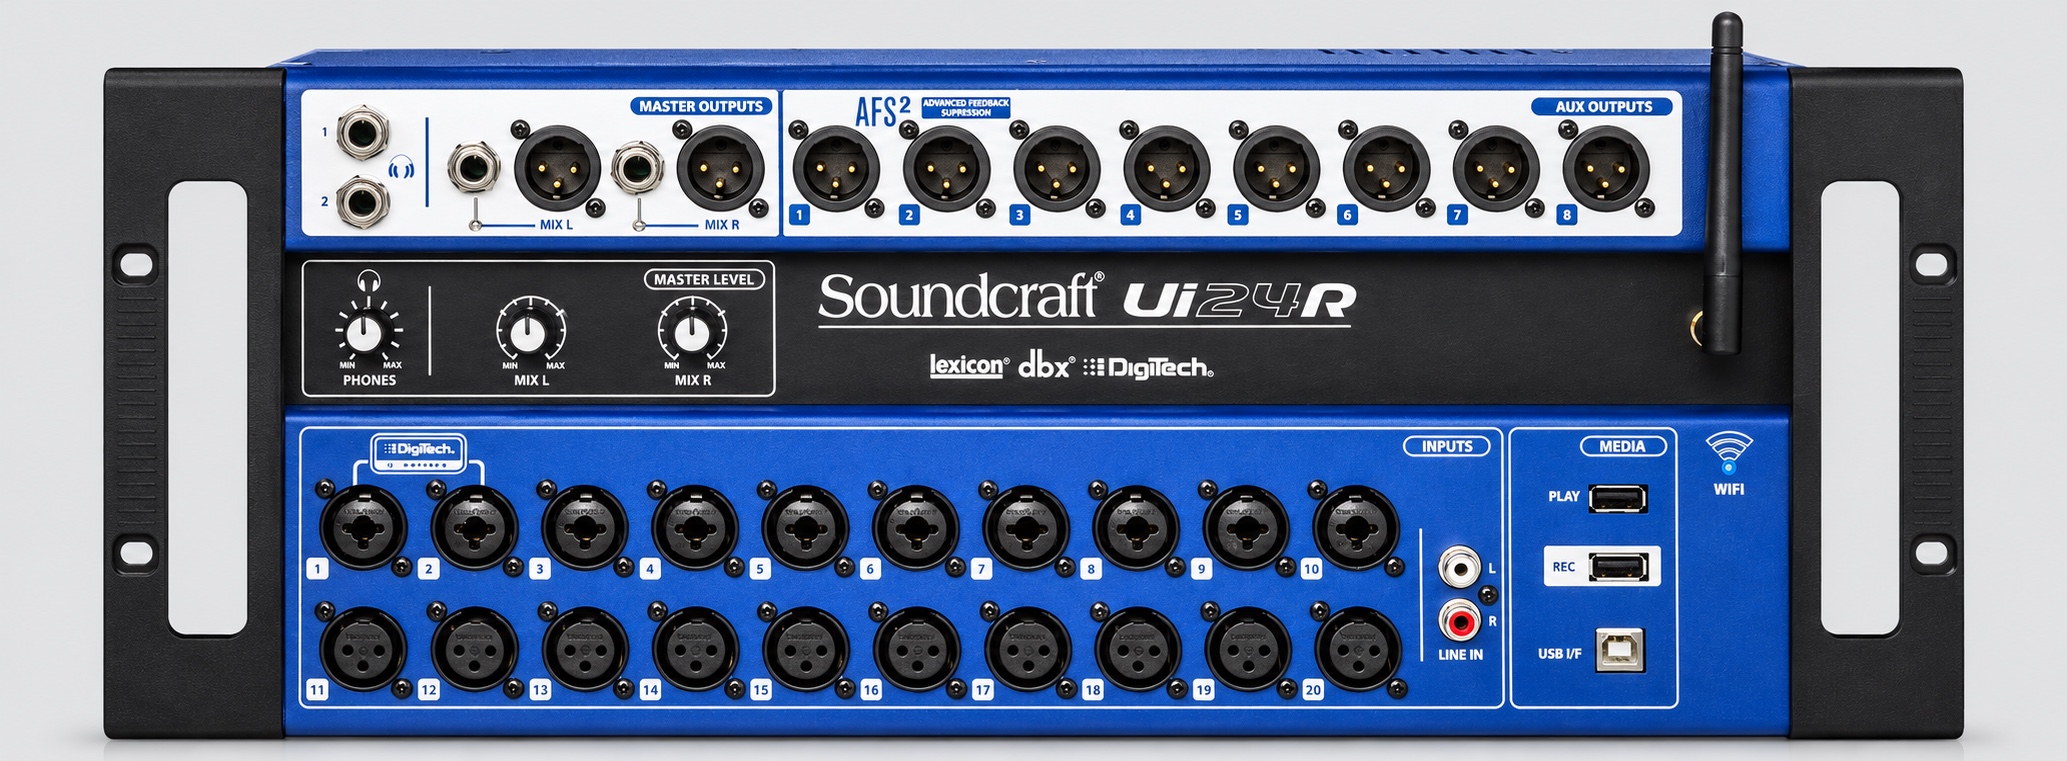 MASTER OUTPUTS
AFS2
ADVANCED FEEDBACK
SUPRESSION
AUX OUTPUTS
1
2
MIX L
MIX R
1 2 3 4 5 6 7 8
MASTER LEVEL
MIN MAX
PHONES
MIN MAX
MIX L
MIN MAX
MIX R
Soundcraft® Ui24R
lexicon® dbx® DigiTech®
DigiTech
INPUTS
1 2 3 4 5 6 7 8 9 10
11 12 13 14 15 16 17 18 19 20
L
R
LINE IN
MEDIA
PLAY
REC
USB I/F
WIFI